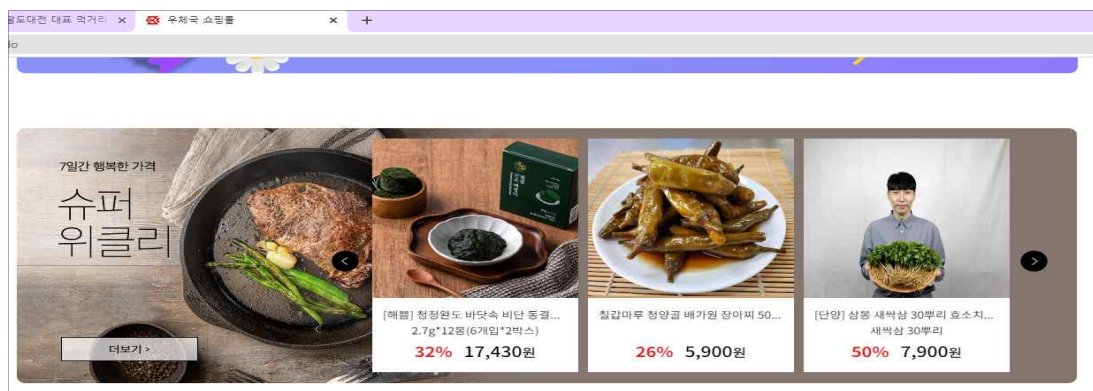 팔도대전 대표 먹거리
우체국 쇼핑몰
do
7일간 행복한 가격
슈퍼
위클리
더보기 >
[해쁨] 청정완도 바닷속 비단 동결...
2.7g*12봉(6개입*2박스)
32% 17,430원
칠갑마루 청양골 배가원 장아찌 50...
26% 5,900원
[단양] 삼봉 새싹삼 30뿌리 효소치...
새싹삼 30뿌리
50% 7,900원